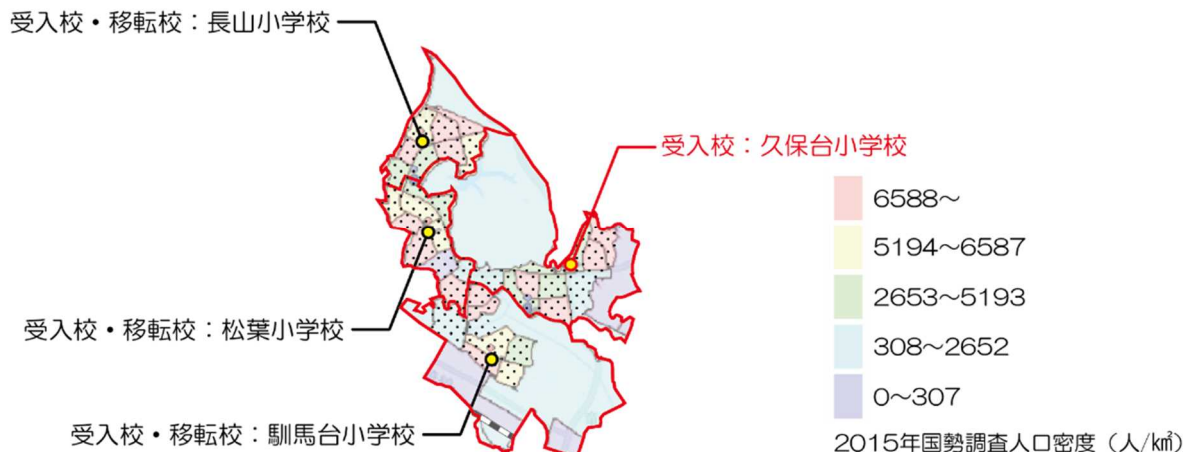 受入校・移転校：長山小学校
受入校：久保台小学校
6588～
5194～6587
受入校・移転校：松葉小学校
2653～5193
308～2652
0～307
受入校・移転校：馴馬台小学校
2015年国勢調査人口密度（人/㎢）